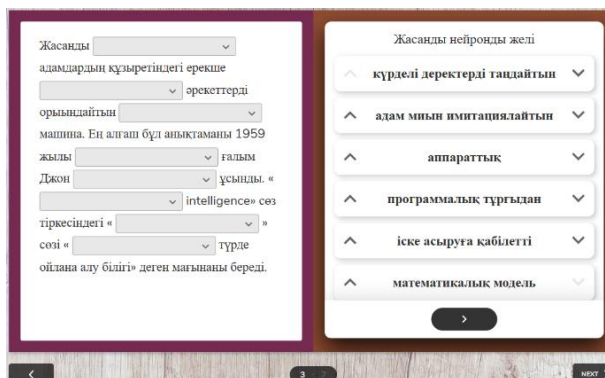 Жасанды
адамдардың құзыретіндегі ерекше
әрекеттерді
орыындайтын
машина. Ең алғаш бұл анықтаманы 1959
жылы ғалым
Джон ұсынды. «
intelligence» сөз
тіркесіндегі « »
сөзі « түрде
ойлана алу білігі» деген мағынаны береді.
Жасанды нейронды желі
күрделі деректерді таңдайтын
адам миын имитациялайтын
аппараттық
программалық тұрғыдан
іске асыруға қабілетті
математикалық модель
3
NEXT